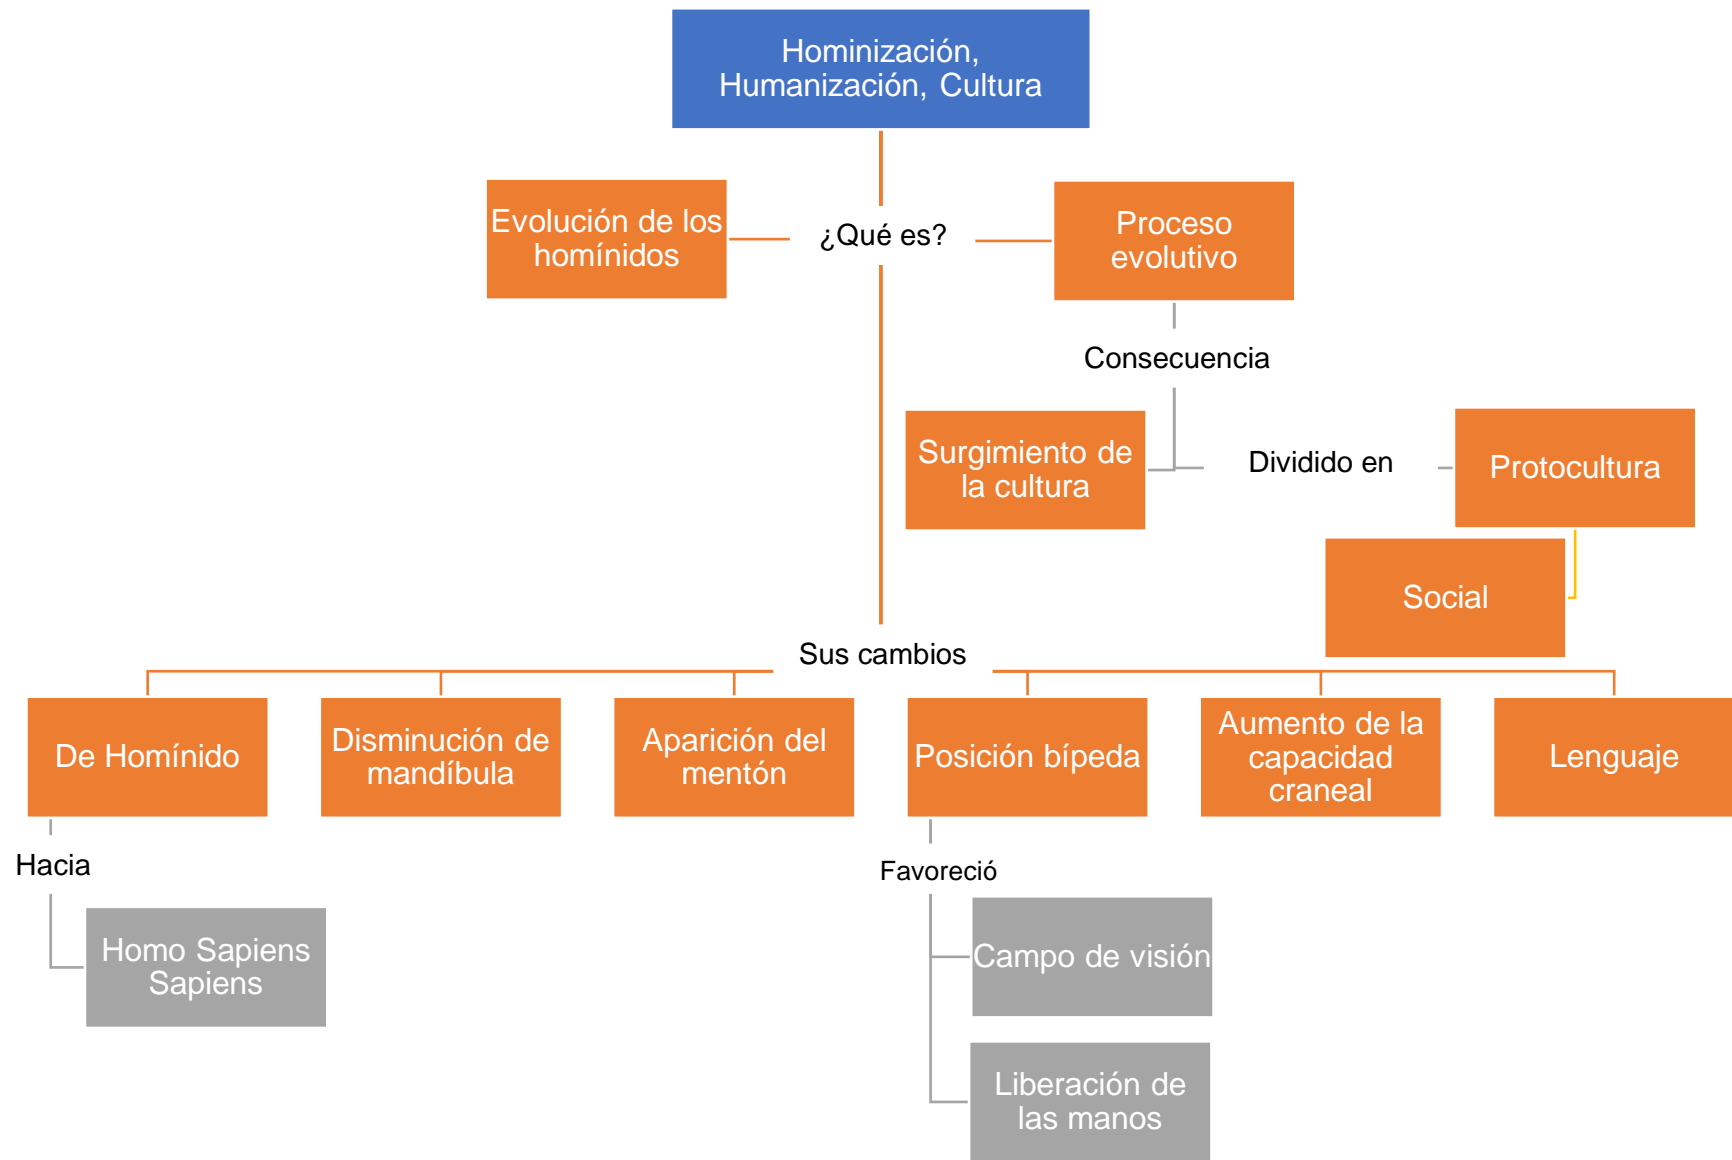 Hominización,
Humanización, Cultura
Evolución de los
homínidos
¿Qué es?
Proceso
evolutivo
Consecuencia
Surgimiento de
la cultura
Dividido en
Protocultura
Social
Sus cambios
De Homínido
Disminución de
mandíbula
Aparición del
mentón
Posición bípeda
Aumento de la
capacidad
craneal
Lenguaje
Hacia
Homo Sapiens
Sapiens
Favoreció
Campo de visión
Liberación de
las manos